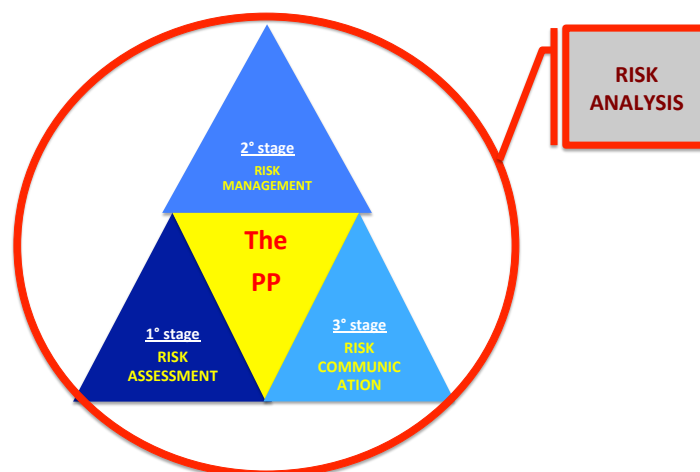 RISK
ANALYSIS
2° stage
RISK
MANAGEMENT
The
PP
1° stage
RISK
ASSESSMENT
3° stage
RISK
COMMUNIC
ATION